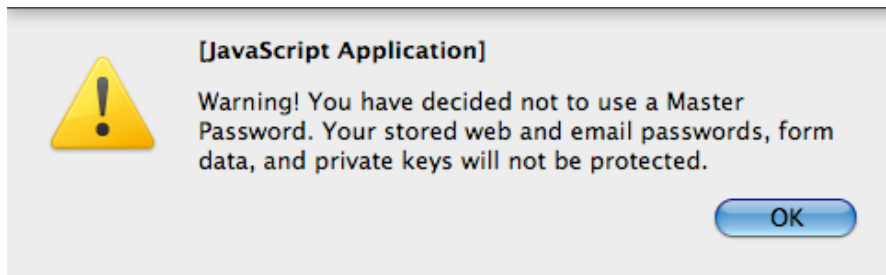 [JavaScript Application]
Warning! You have decided not to use a Master
Password. Your stored web and email passwords, form
data, and private keys will not be protected.
OK